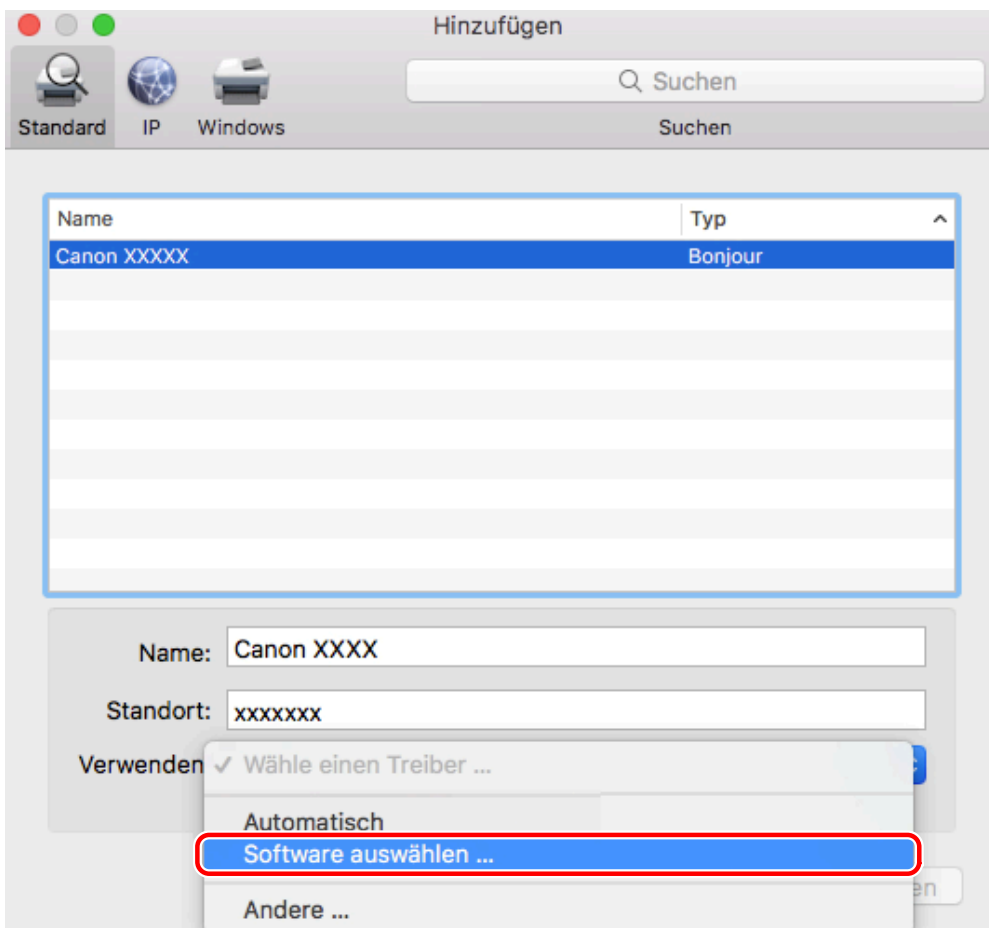 Hinzufügen
Suchen
Standard IP Windows Suchen
Name Typ
Canon XXXXX Bonjour
Name: Canon XXXX
Standort: xxxxxxx
Verwenden ✓ Wähle einen Treiber ...
Automatisch
Software auswählen ...
Andere ...